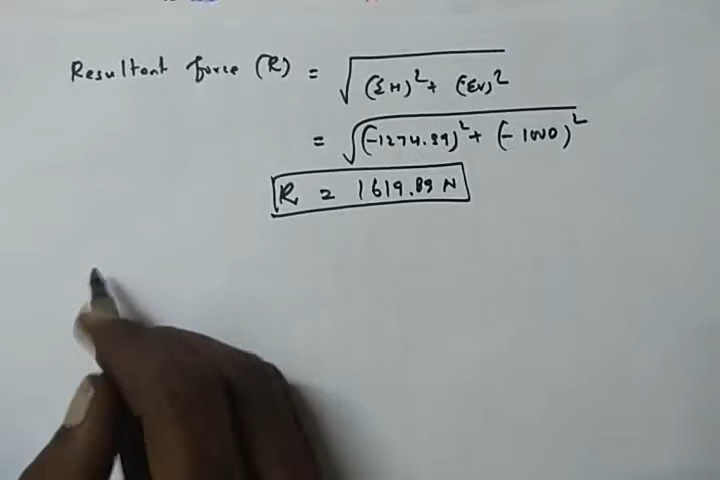 Resultant force (R) = √(ΣH)² + (ΣV)²
= √(-1274.89)² + (-1000)²
R = 1619.89 N